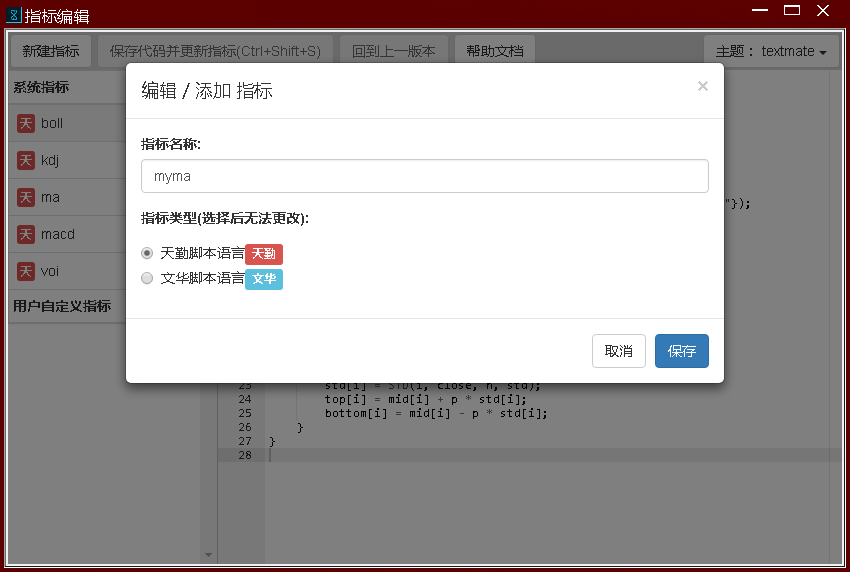 指标编辑
新建指标 保存代码并更新指标(Ctrl+Shift+S) 回到上一版本 帮助文档 主题： textmate
系统指标
天 boll
天 kdj
天 ma
天 macd
天 voi
用户自定义指标
编辑 / 添加 指标 ×
指标名称:
myma
指标类型(选择后无法更改):
天勤脚本语言 天勤
文华脚本语言 文华
取消 保存
"});
23 std[i] = STD(i, close, n, std);
24 top[i] = mid[i] + p * std[i];
25 bottom[i] = mid[i] - p * std[i];
26 }
27 }
28